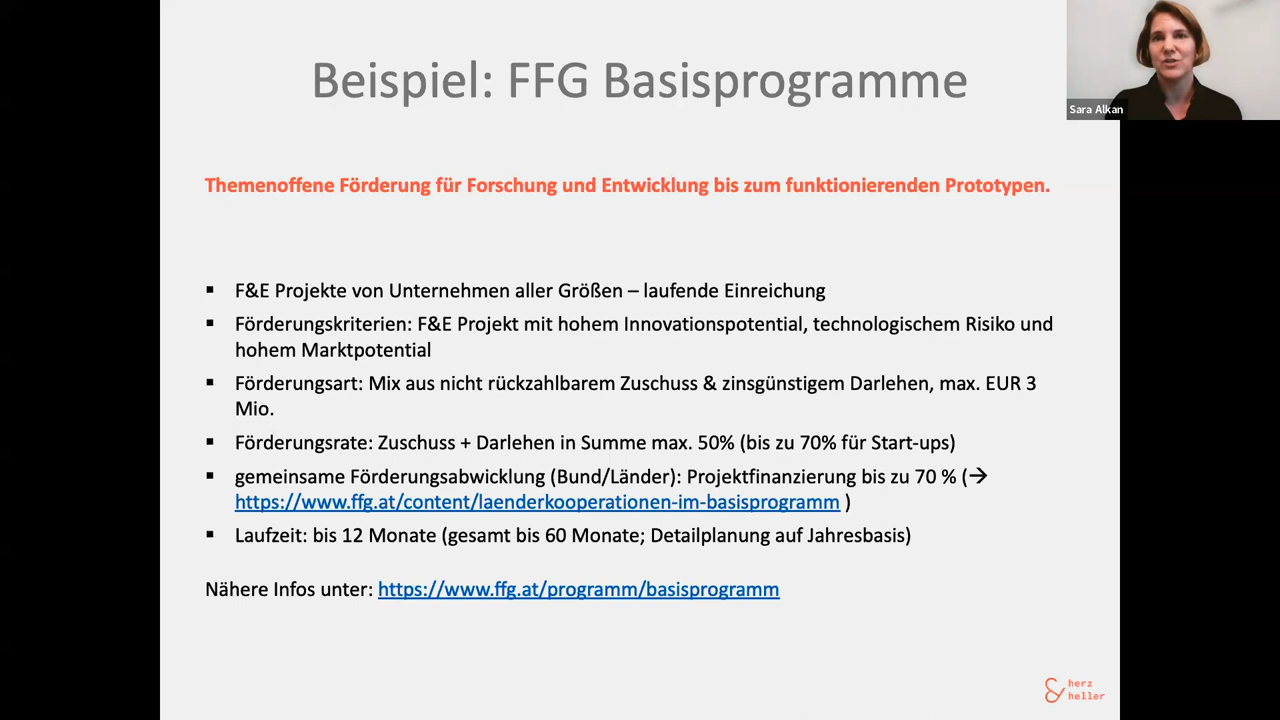 Beispiel: FFG Basisprogramme
Sara Alkan
Themenoffene Förderung für Forschung und Entwicklung bis zum funktionierenden Prototypen.
▪ F&E Projekte von Unternehmen aller Größen – laufende Einreichung
▪ Förderungskriterien: F&E Projekt mit hohem Innovationspotential, technologischem Risiko und
hohem Marktpotential
▪ Förderungsart: Mix aus nicht rückzahlbarem Zuschuss & zinsgünstigem Darlehen, max. EUR 3
Mio.
▪ Förderungsrate: Zuschuss + Darlehen in Summe max. 50% (bis zu 70% für Start-ups)
▪ gemeinsame Förderungsabwicklung (Bund/Länder): Projektfinanzierung bis zu 70 % (→
https://www.ffg.at/content/laenderkooperationen-im-basisprogramm )
▪ Laufzeit: bis 12 Monate (gesamt bis 60 Monate; Detailplanung auf Jahresbasis)
Nähere Infos unter: https://www.ffg.at/programm/basisprogramm
herz
& heller